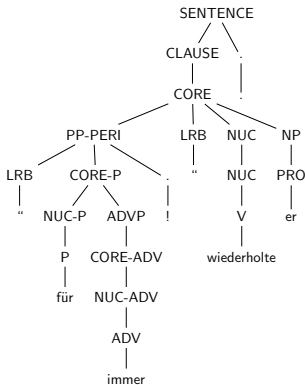 SENTENCE
CLAUSE .
CORE .
PP-PERI LRB NUC NP
LRB CORE-P . “ NUC PRO
“ NUC-P ADVP ! V er
P CORE-ADV wiederholte
für NUC-ADV
ADV
immer